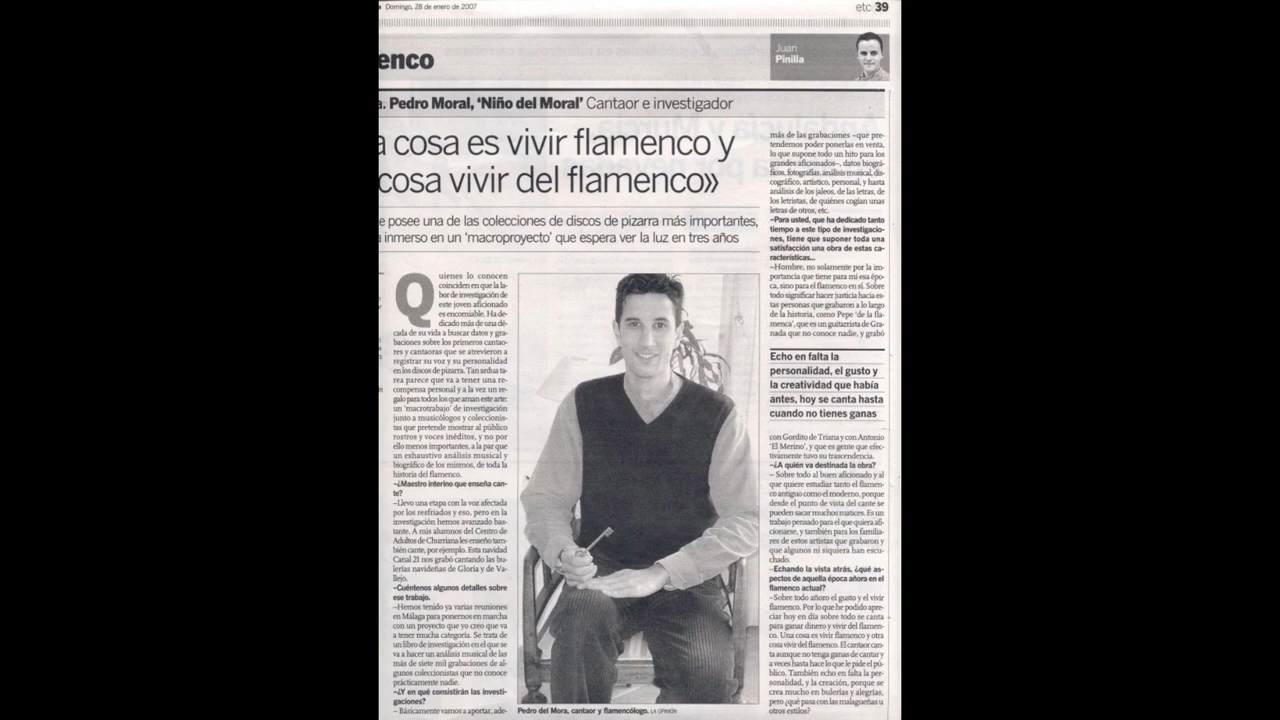 Domingo, 28 de enero de 2007
etc 39
enco
Juan
Pinilla
a. Pedro Moral, ‘Niño del Moral’ Cantaor e investigador
a cosa es vivir flamenco y
cosa vivir del flamenco»
e posee una de las colecciones de discos de pizarra más importantes,
a inmerso en un ‘macroproyecto’ que espera ver la luz en tres años
Quienes lo conocen
coinciden en que la la-
bor de investigación de
este joven aficionado
es encomiable. Ha de-
dicado más de una dé-
cada de su vida a buscar datos y gra-
baciones sobre los primeros cantao-
res y cantaoras que se atrevieron a
registrar su voz y su personalidad
en los discos de pizarra. Tan ardua ta-
rea parece que va a tener una re-
compensa personal y a la vez un re-
galo para todos los que aman este arte:
un ‘macrotrabajo’ de investigación
junto a musicólogos y coleccionis-
tas que pretende mostrar al público
rostros y voces inéditos, y no por
ello menos importantes, a la par que
un exhaustivo análisis musical y
biográfico de los mismos, de toda la
historia del flamenco.
–¿Maestro interino que enseña can-
te?
–Llevo una etapa con la voz afectada
por los resfriados y eso, pero en la
investigación hemos avanzado bas-
tante. A mis alumnos del Centro de
Adultos de Churriana les enseño tam-
bién cante, por ejemplo. Esta navidad
Canal 21 nos grabó cantando las bu-
lerías navideñas de Gloria y de Va-
llejo.
–Cuéntenos algunos detalles sobre
ese trabajo.
–Hemos tenido ya varias reuniones
en Málaga para ponernos en marcha
con un proyecto que yo creo que va
a tener mucha categoría. Se trata de
un libro de investigación en el que se
va a hacer un análisis musical de las
más de siete mil grabaciones de al-
gunos coleccionistas que no conoce
prácticamente nadie.
–¿Y en qué consistirán las investi-
gaciones?
–Básicamente vamos a aportar, ade-
Pedro del Mora, cantaor y flamencólogo. LA OPINIÓN
más de las grabaciones –que pre-
tendemos poder ponerlas en venta,
lo que supone todo un hito para los
grandes aficionados–, datos biográ-
ficos, fotografías, análisis musical, dis-
cográfico, artístico, personal, y hasta
análisis de los jaleos, de las letras, de
los letristas, de quiénes cogían unas
letras de otros, etc.
–Para usted, que ha dedicado tanto
tiempo a este tipo de investigacio-
nes, tiene que suponer toda una
satisfacción una obra de estas ca-
racterísticas...
–Hombre, no solamente por la im-
portancia que tiene para mi esa épo-
ca, sino para el flamenco en sí. Sobre
todo significar hacer justicia hacia es-
tas personas que grabaron a lo largo
de la historia, como Pepe ‘de la fla-
menca’, que es un guitarrista de Gra-
nada que no conoce nadie, y grabó
Echo en falta la
personalidad, el gusto y
la creatividad que había
antes, hoy se canta hasta
cuando no tienes ganas
con Gordito de Triana y con Antonio
‘El Merino’, y que es gente que efec-
tivamente tuvo su trascendencia.
–¿A quién va destinada la obra?
– Sobre todo al buen aficionado y al
que quiere estudiar tanto el flamen-
co antiguo como el moderno, porque
desde el punto de vista del cante se
pueden sacar muchos matices. Es un
trabajo pensado para el que quiera afi-
cionarse, y también para los familia-
res de estos artistas que grabaron y
que algunos ni siquiera han escu-
chado.
–Echando la vista atrás, ¿qué as-
pectos de aquella época añora en el
flamenco actual?
–Sobre todo añoro el gusto y el vivir
flamenco. Por lo que he podido apre-
ciar hoy en día sobre todo se canta
para ganar dinero y vivir del flamen-
co. Una cosa es vivir flamenco y otra
cosa vivir del flamenco. El cantaor can-
ta aunque no tenga ganas de cantar y
a veces hasta hace lo que le pide el pú-
blico. También echo en falta la per-
sonalidad, y la creación, porque se
crea mucho en bulerías y alegrías,
pero ¿qué pasa con las malagueñas u
otros estilos?